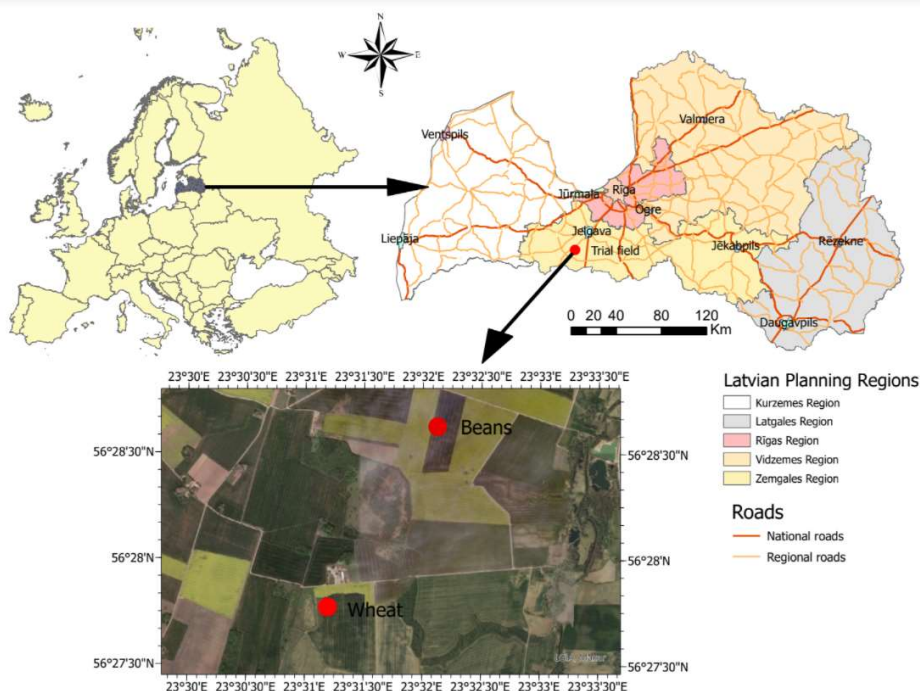 N
W
E
S
Valmiera
Ventspils
Jūrmala
Rīga
Ogre
Jelgava
Liepāja
Trial field
Jēkabpils
Rēzekne
Daugavpils
0 20 40 80 120
Km
23°30'E 23°30'30"E 23°31'E 23°31'30"E 23°32'E 23°32'30"E 23°33'E 23°33'30"E
Beans
56°28'30"N 56°28'30"N
56°28'N 56°28'N
Wheat
56°27'30"N 56°27'30"N
23°30'E 23°30'30"E 23°31'E 23°31'30"E 23°32'E 23°32'30"E 23°33'E 23°33'30"E
Latvian Planning Regions
Kurzemes Region
Latgales Region
Rīgas Region
Vidzemes Region
Zemgales Region
Roads
National roads
Regional roads